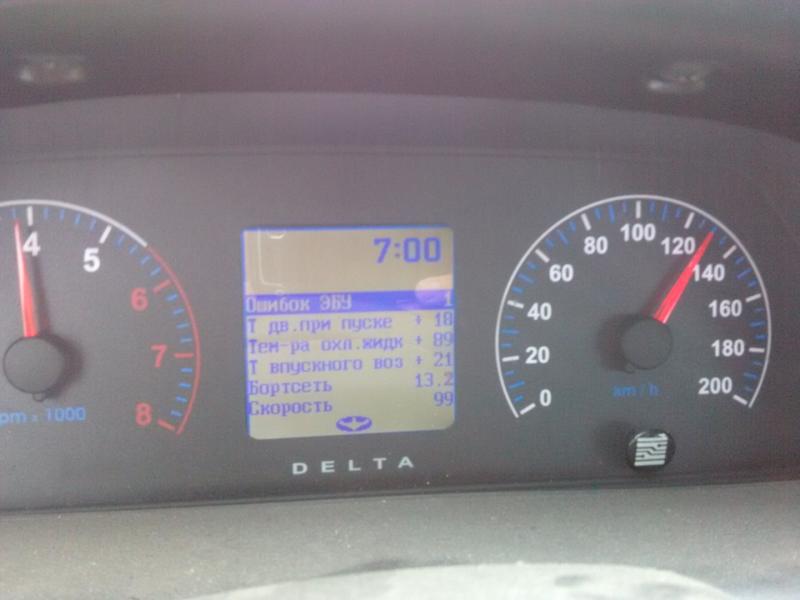 7:00
Ошибок ЭБУ 1
Т дв.при пуске + 18
Тем-ра охл.жидк + 89
Т впускного воз + 21
Бортсеть 13.2
Скорость 99
DELTA
4
5
6
7
8
pm x 1000
0
20
40
60
80
100
120
140
160
180
200
km / h